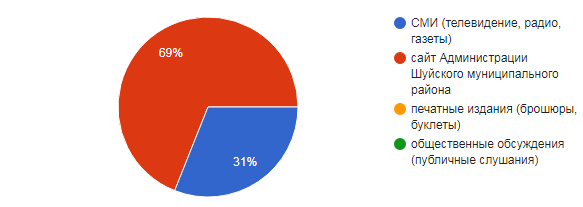 69%
31%
СМИ (телевидение, радио,
газеты)
сайт Администрации
Шуйского муниципального
района
печатные издания (брошюры,
буклеты)
общественные обсуждения
(публичные слушания)